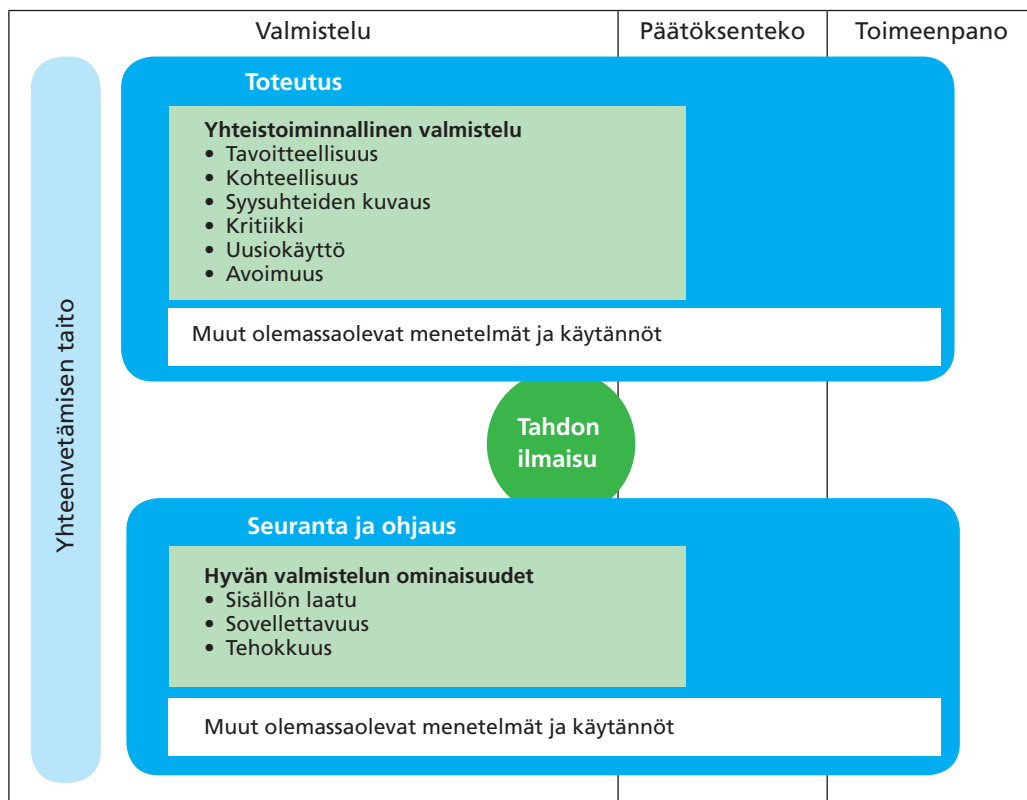 Valmistelu
Päätöksenteko
Toimeenpano
Yhteenvetämisen taito
Toteutus
Yhteistoiminnallinen valmistelu
• Tavoitteellisuus
• Kohteellisuus
• Syysuhteiden kuvaus
• Kritiikki
• Uusiokäyttö
• Avoimuus
Muut olemassaolevat menetelmät ja käytännöt
Tahdon
ilmaisu
Seuranta ja ohjaus
Hyvän valmistelun ominaisuudet
• Sisällön laatu
• Sovellettavuus
• Tehokkuus
Muut olemassaolevat menetelmät ja käytännöt